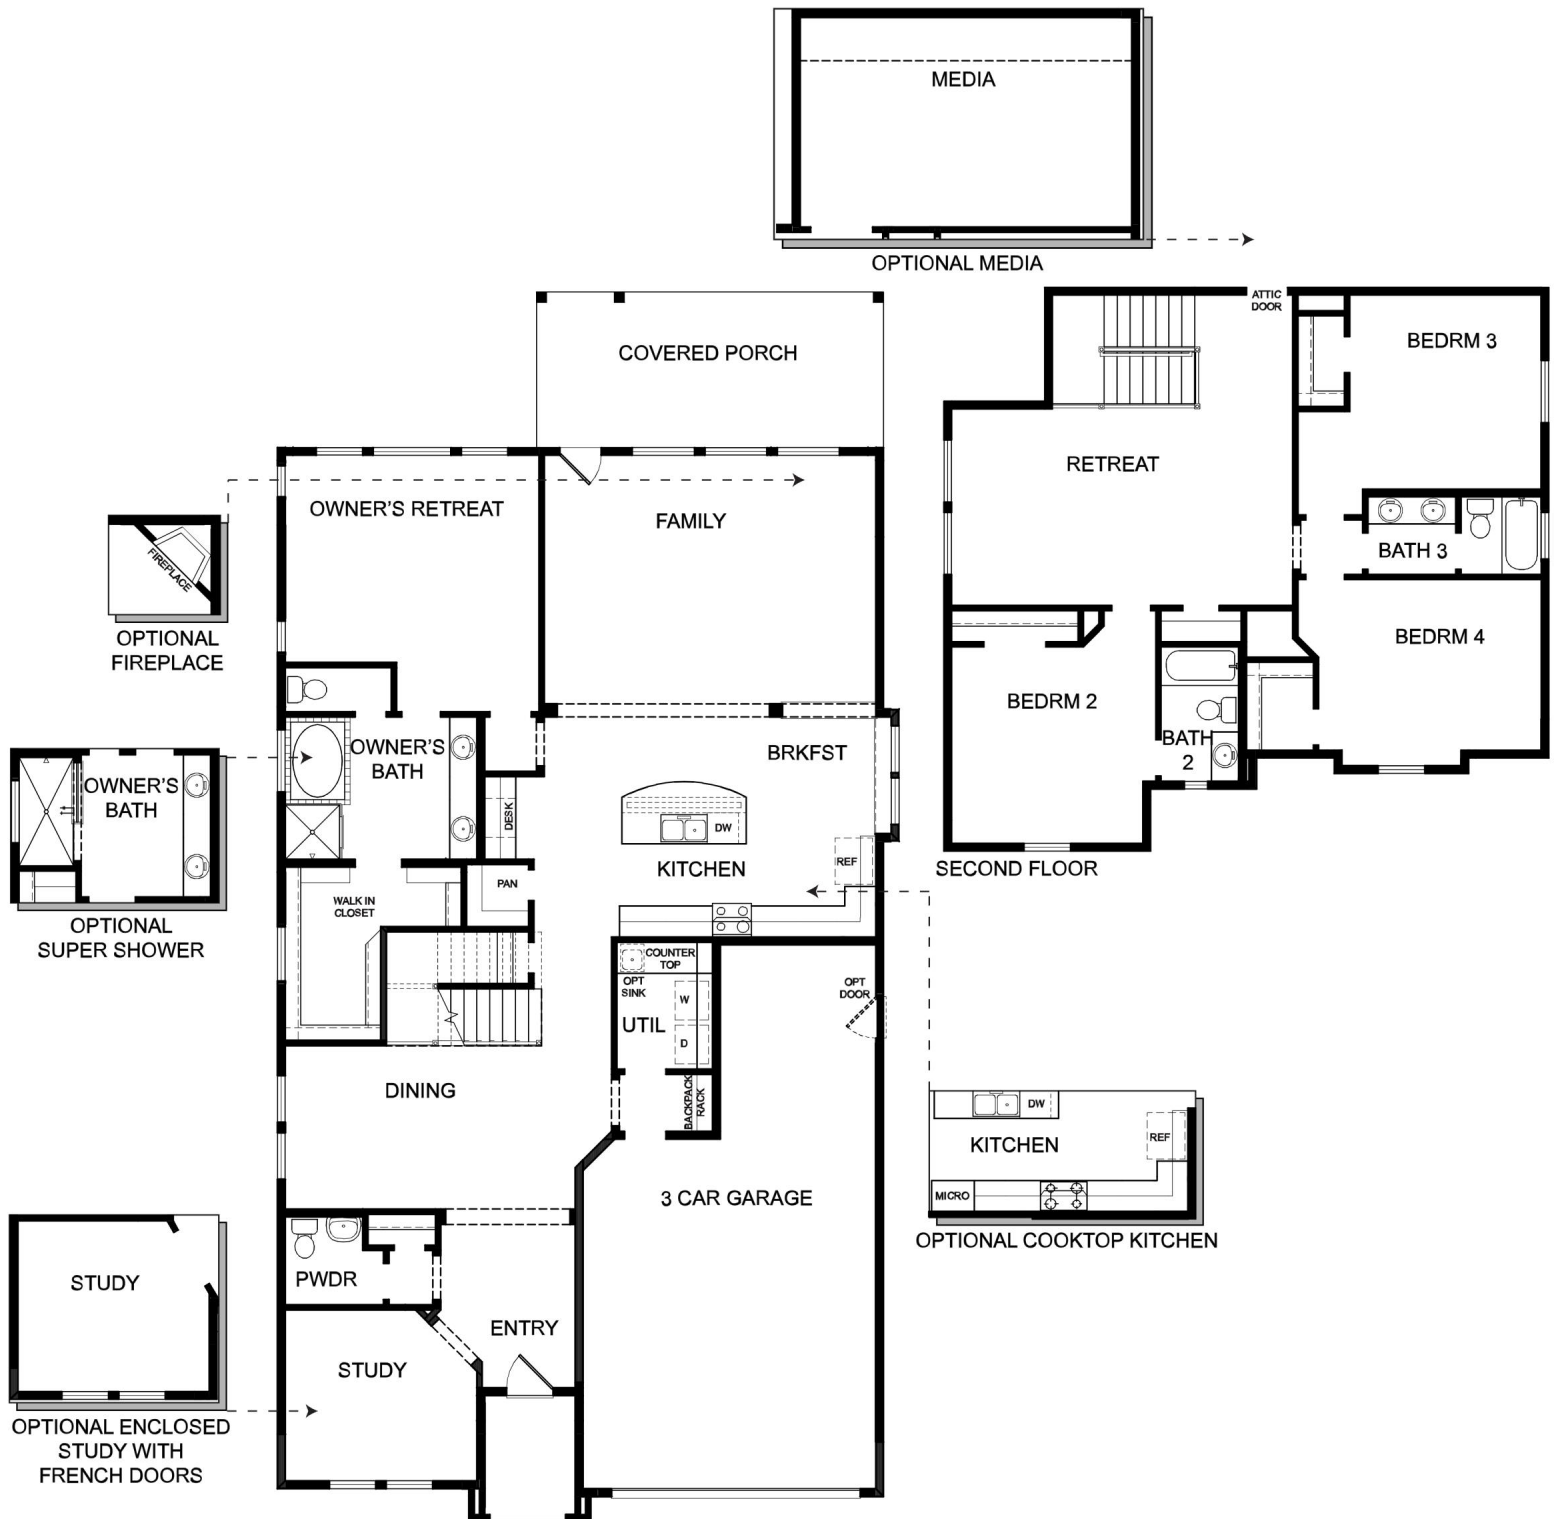 MEDIA
OPTIONAL MEDIA
ATTIC
DOOR
BEDRM 3
RETREAT
BATH 3
BEDRM 4
BEDRM 2
BATH
2
SECOND FLOOR
COVERED PORCH
OWNER'S RETREAT
FAMILY
FIREPLACE
OPTIONAL
FIREPLACE
OWNER'S
BATH
BRKFST
DESK
DW
KITCHEN
REF
PAN
WALK IN
CLOSET
OWNER'S
BATH
OPTIONAL
SUPER SHOWER
COUNTER
TOP
OPT
SINK
W
UTIL
D
BACKPACK
RACK
OPT
DOOR
DINING
3 CAR GARAGE
DW
KITCHEN
REF
MICRO
OPTIONAL COOKTOP KITCHEN
PWDR
ENTRY
STUDY
STUDY
OPTIONAL ENCLOSED
STUDY WITH
FRENCH DOORS